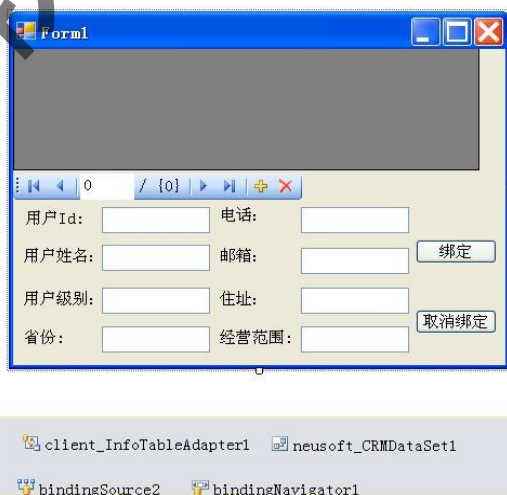 Form1
0 / {0}
用户Id: 电话:
用户姓名: 邮箱: 绑定
用户级别: 住址:
取消绑定
省份: 经营范围:
client_InfoTableAdapter1 neusoft_CRMDataSet1
bindingSource2 bindingNavigator1